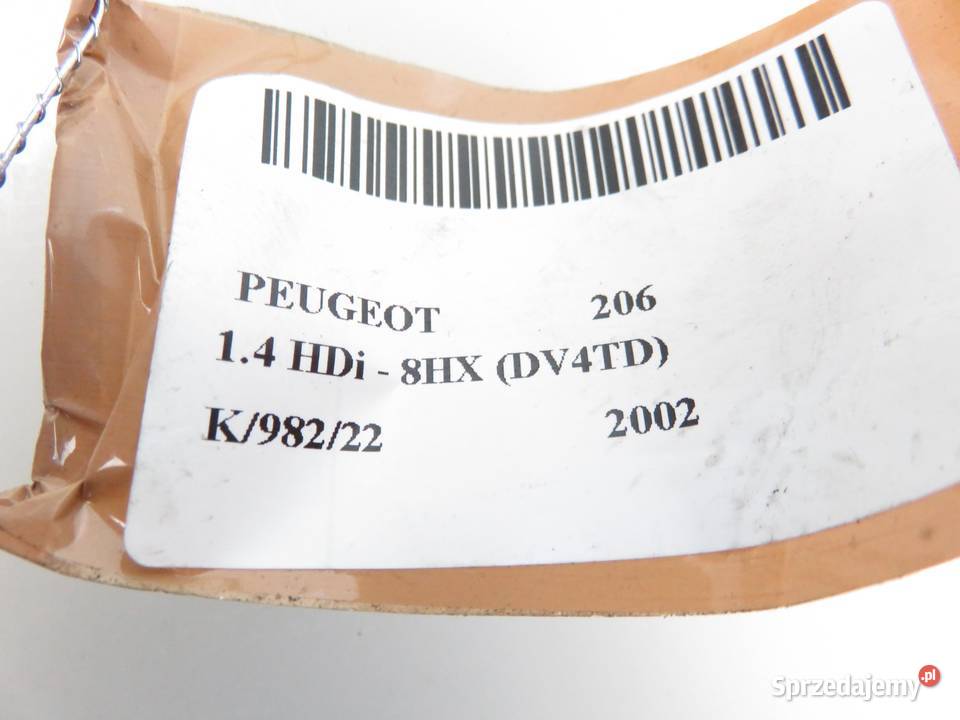 PEUGEOT 206
1.4 HDi - 8HX (DV4TD)
K/982/22 2002
Sprzedajemy.pl